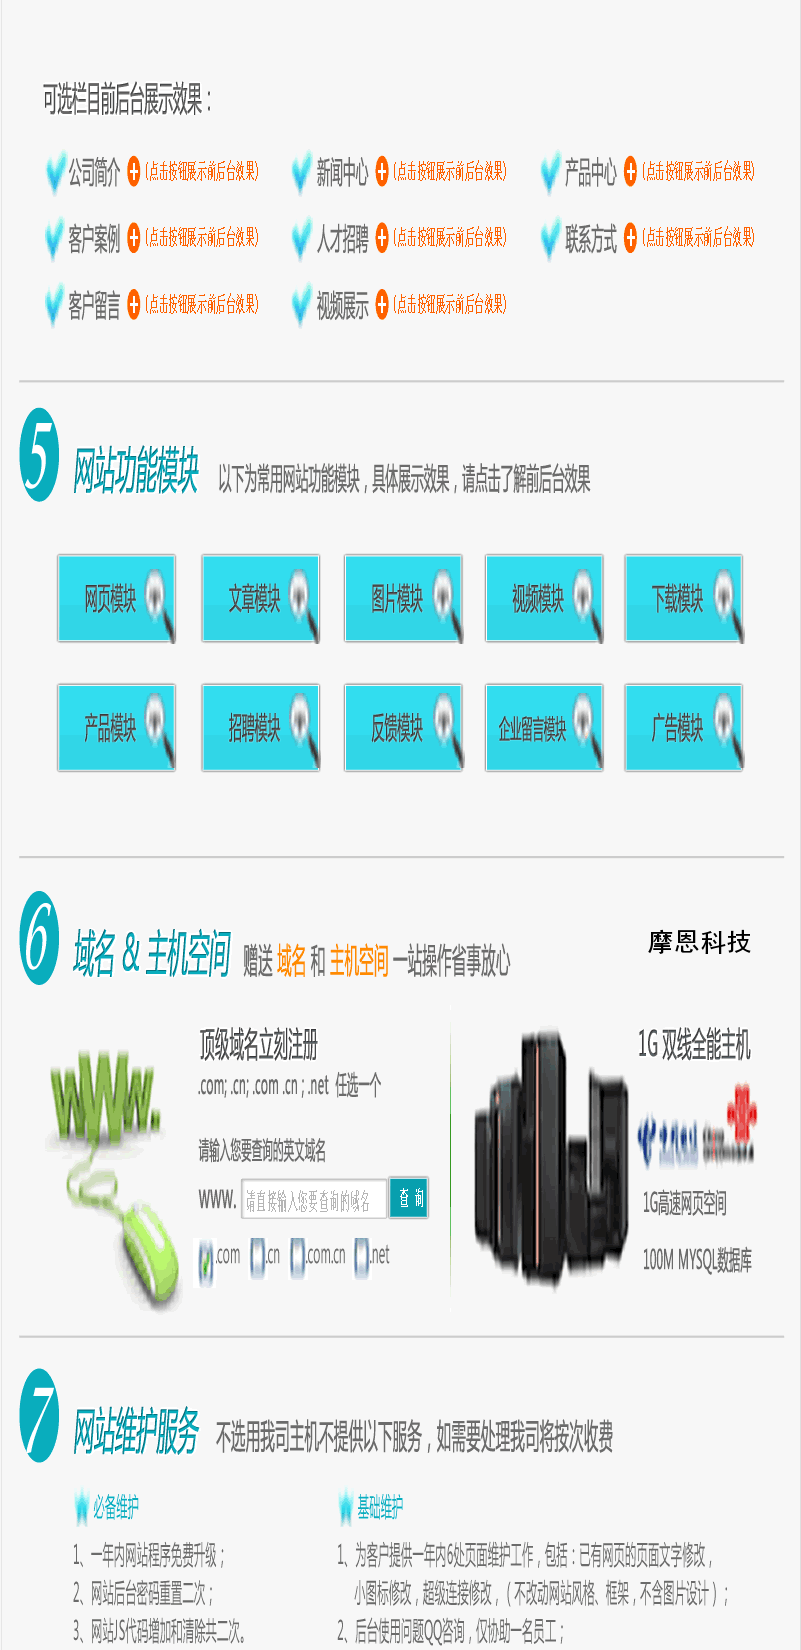 可选栏目前后台展示效果：
公司简介 (点击按钮展示前后台效果) 新闻中心 (点击按钮展示前后台效果) 产品中心 (点击按钮展示前后台效果)
客户案例 (点击按钮展示前后台效果) 人才招聘 (点击按钮展示前后台效果) 联系方式 (点击按钮展示前后台效果)
客户留言 (点击按钮展示前后台效果) 视频展示 (点击按钮展示前后台效果)
5 网站功能模块 以下为常用网站功能模块，具体展示效果，请点击了解前后台效果
网页模块 文章模块 图片模块 视频模块 下载模块
产品模块 招聘模块 反馈模块 企业留言模块 广告模块
摩恩科技
6 域名 & 主机空间 赠送 域名 和 主机空间 一站操作省事放心
www.
顶级域名立刻注册
.com; .cn; .com .cn ; .net 任选一个
请输入您要查询的英文域名
www. 请直接输入您要查询的域名 查 询
.com .cn .com.cn .net
1G 双线全能主机
1G高速网页空间
100M MYSQL数据库
7 网站维护服务 不选用我司主机不提供以下服务，如需要处理我司将按次收费
必备维护
1、一年内网站程序免费升级；
2、网站后台密码重置二次；
3、网站JS代码增加和清除共二次。
基础维护
1、为客户提供一年内6处页面维护工作，包括：已有网页的页面文字修改，
小图标修改，超级连接修改，（不改动网站风格、框架，不含图片设计）；
2、后台使用问题QQ咨询，仅协助一名员工；